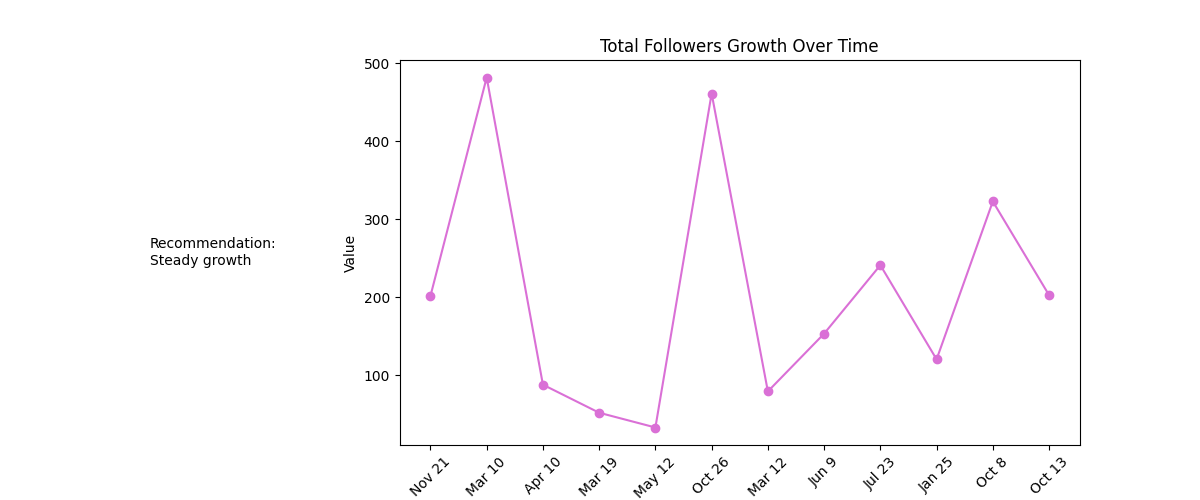 Total Followers Growth Over Time
Recommendation:
Steady growth
Value
500
400
300
200
100
Nov 21
Mar 10
Apr 10
Mar 19
May 12
Oct 26
Mar 12
Jun 9
Jul 23
Jan 25
Oct 8
Oct 13